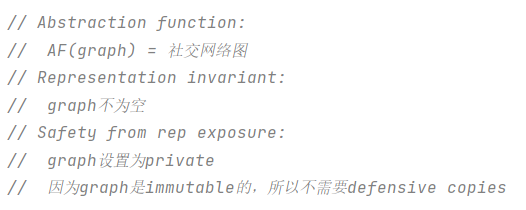 // Abstraction function:
//  AF(graph) = 社交网络图
// Representation invariant:
//  graph不为空
// Safety from rep exposure:
//  graph设置为private
//  因为graph是immutable的，所以不需要defensive copies